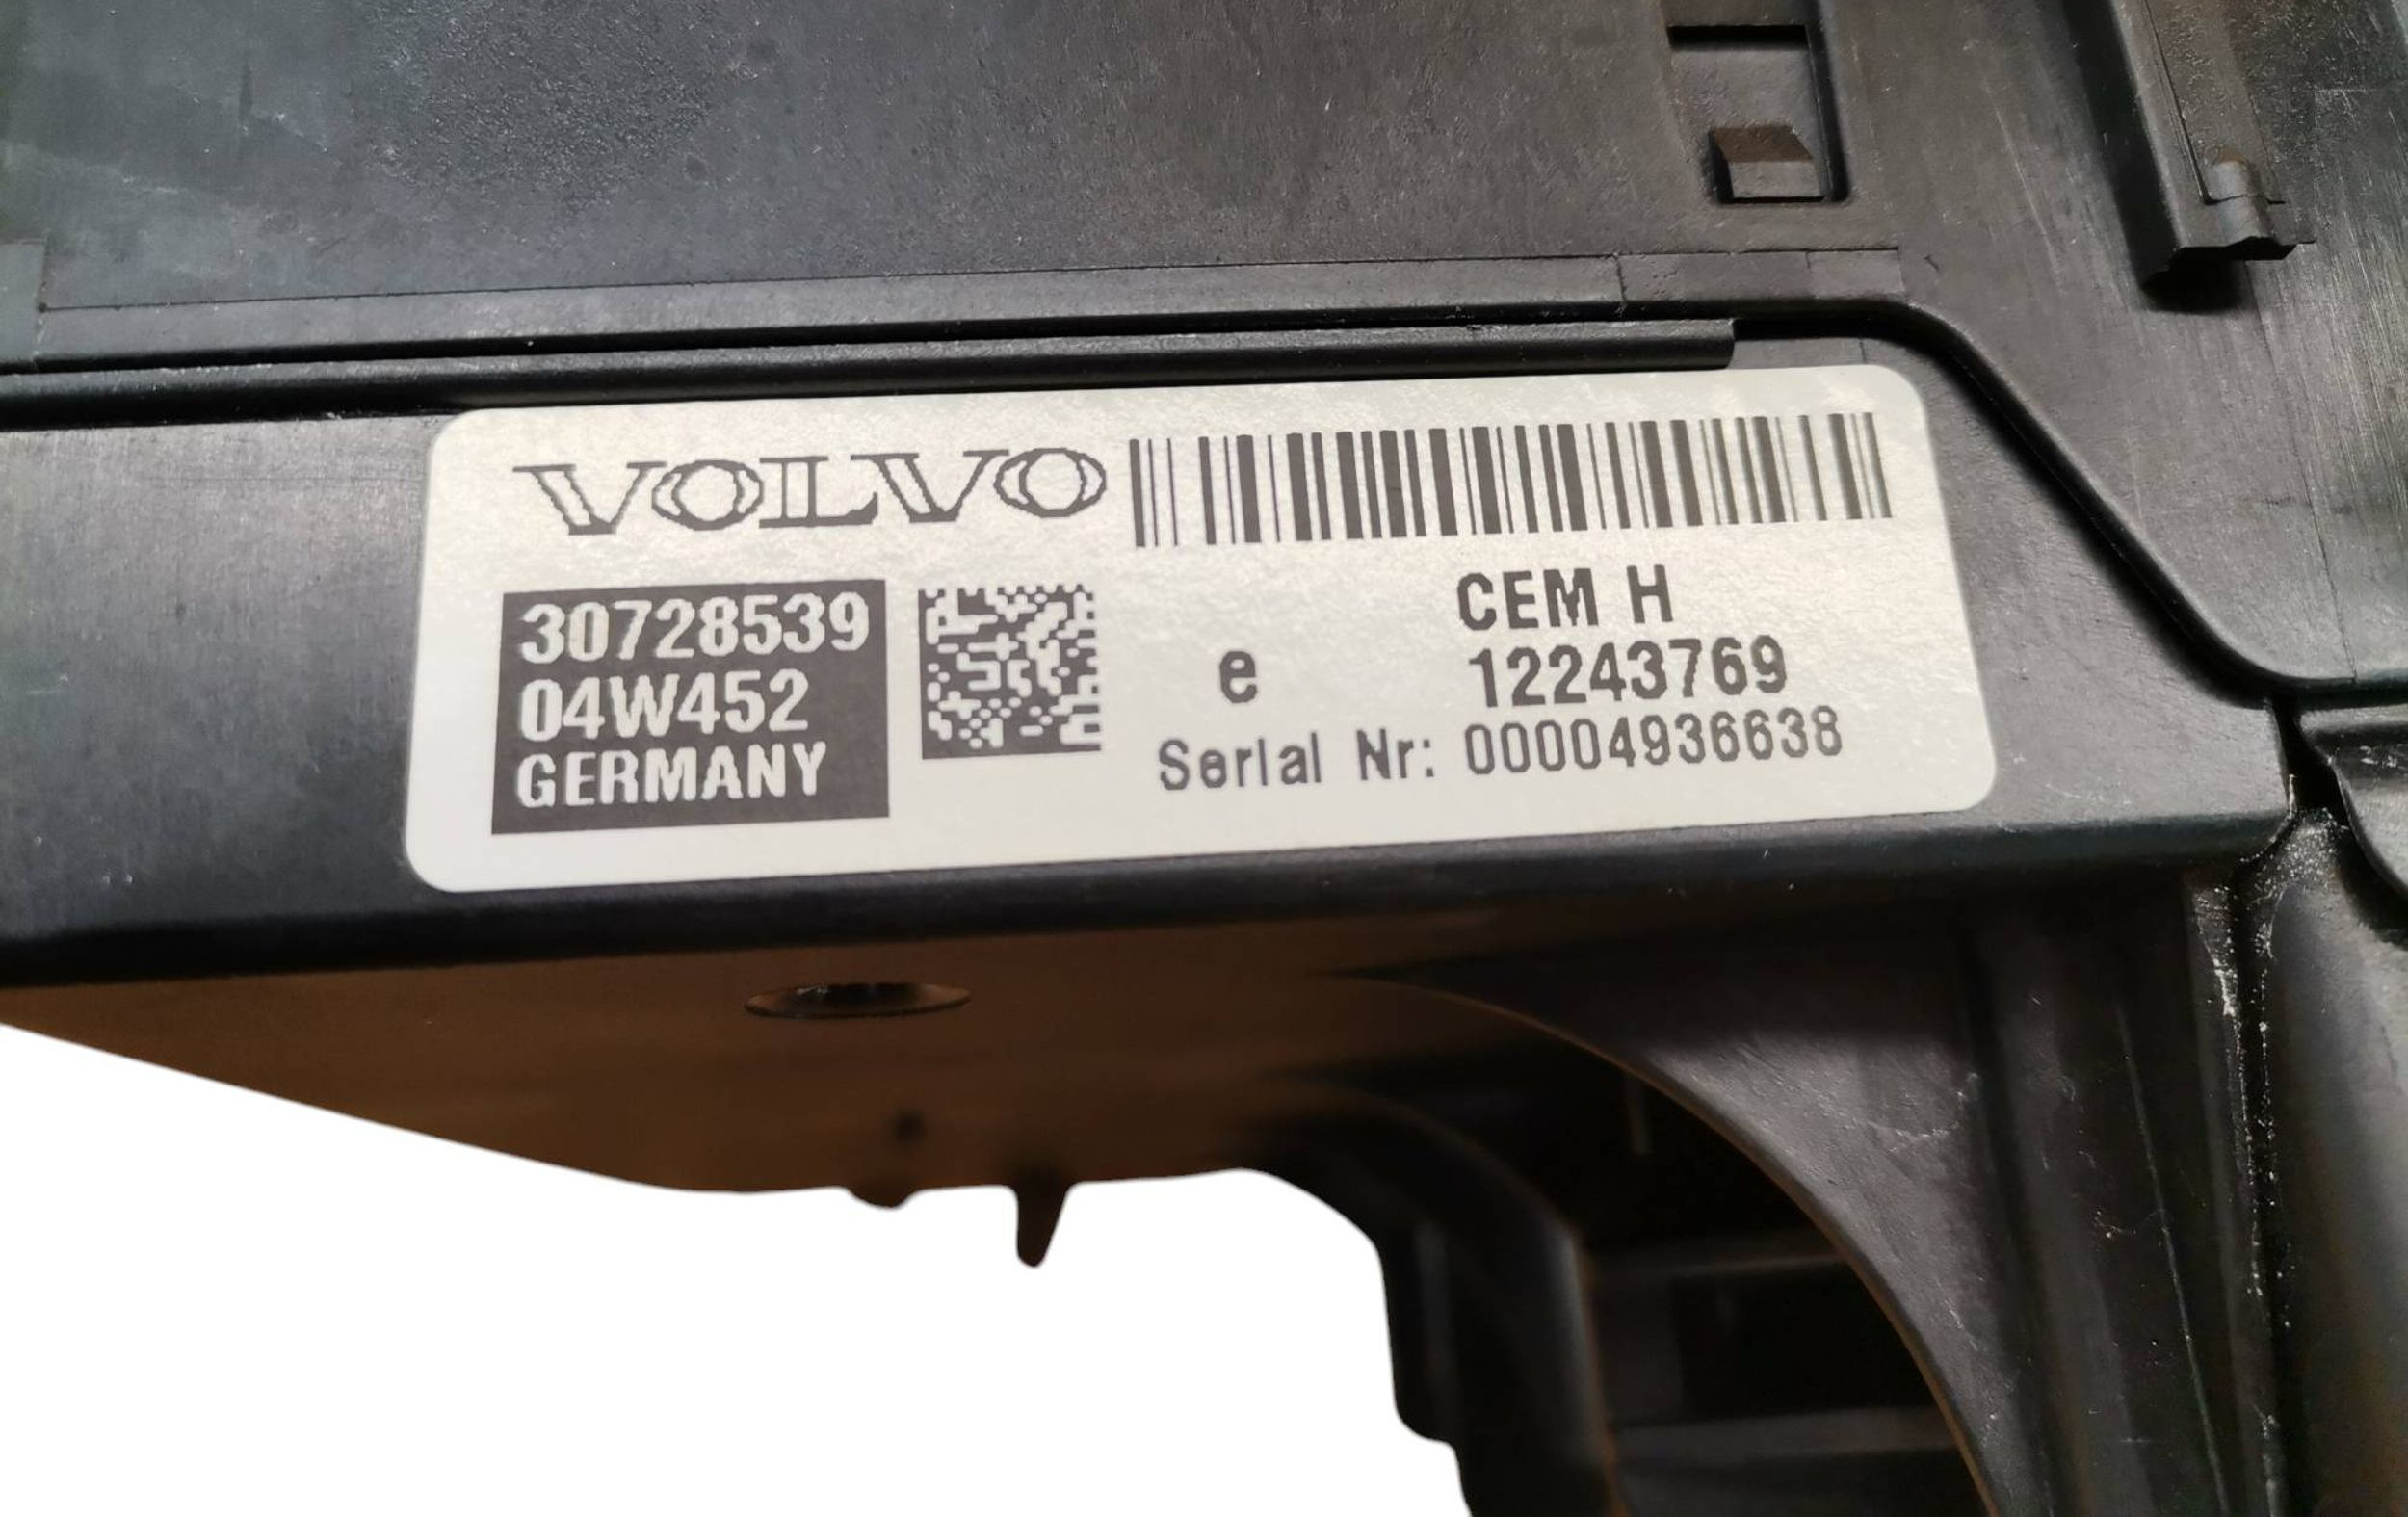 VOLVO
30728539
04W452
GERMANY
CEM H
e 12243769
Serial Nr: 00004936638